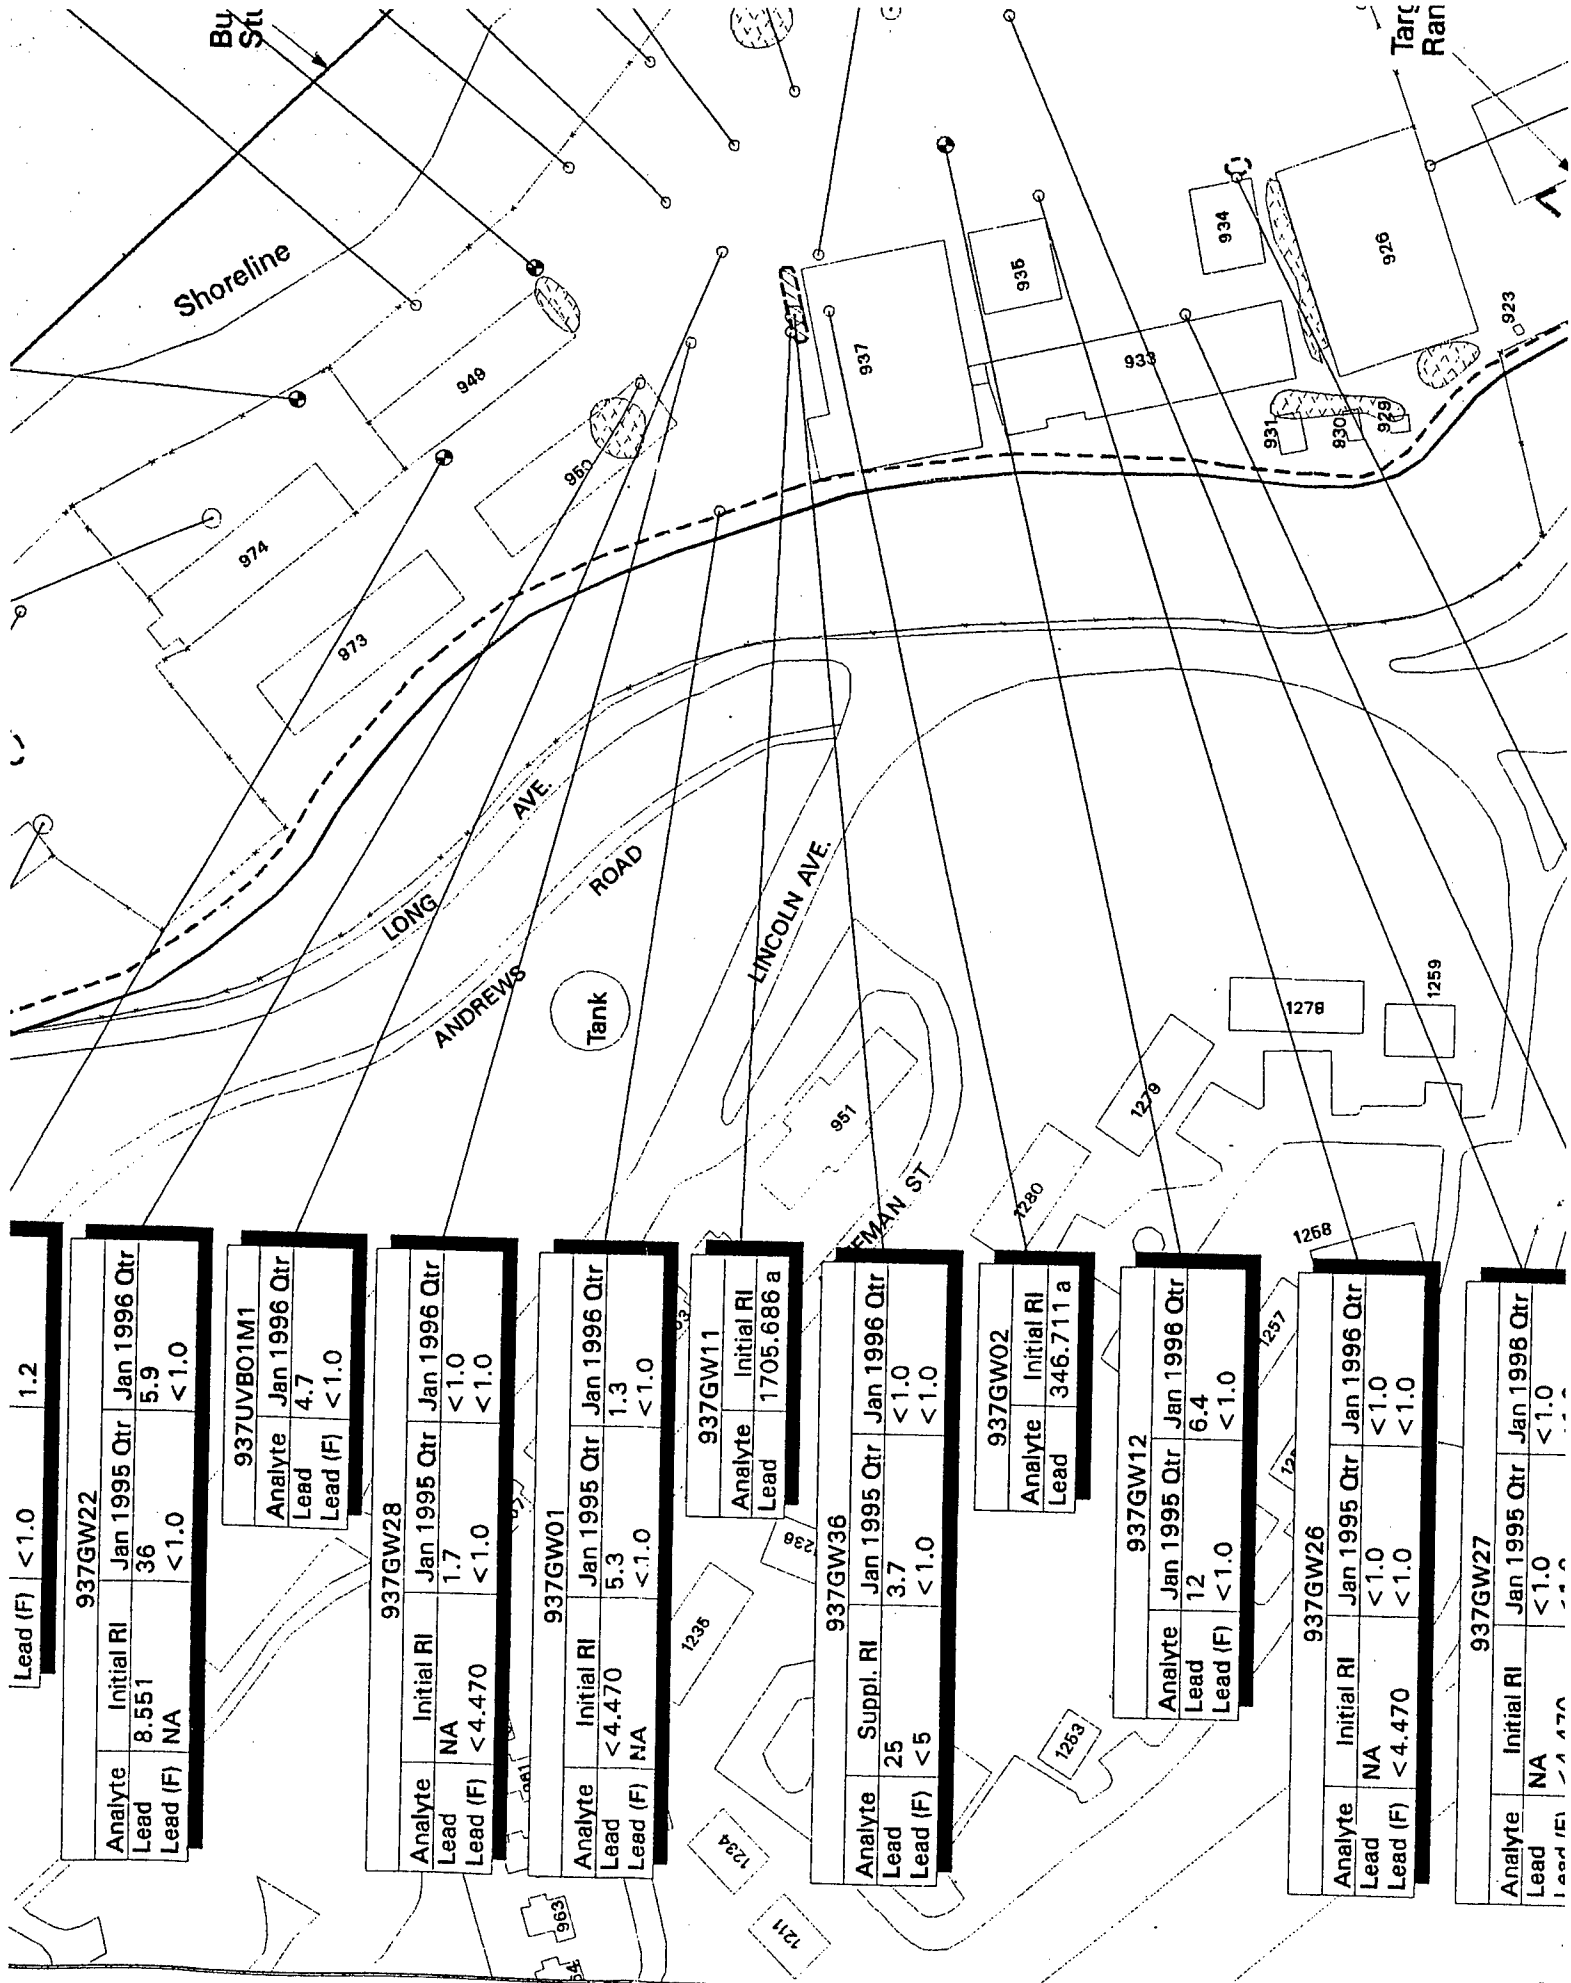 Shoreline
949
950
974
973
937
935
934
933
926
923
931
930
929
LONG AVE.
ANDREWS ROAD
LINCOLN AVE.
Tank
951
1278
1259
1279
1280
1268
1257
1238
1235
1234
1211
1253
963
Lead (F) <1.0 1.2
937GW22
Analyte Initial RI Jan 1995 Qtr Jan 1996 Qtr
Lead 8.551 36 5.9
Lead (F) NA <1.0 <1.0
937UVB01M1
Analyte Jan 1996 Qtr
Lead 4.7
Lead (F) <1.0
937GW28
Analyte Initial RI Jan 1995 Qtr Jan 1996 Qtr
Lead NA 1.7 <1.0
Lead (F) <4.470 <1.0 <1.0
937GW01
Analyte Initial RI Jan 1995 Qtr Jan 1996 Qtr
Lead <4.470 5.3 1.3
Lead (F) NA <1.0 <1.0
937GW11
Analyte Initial RI
Lead 1705.686 a
937GW36
Analyte Suppl. RI Jan 1995 Qtr Jan 1996 Qtr
Lead 25 3.7 <1.0
Lead (F) <5 <1.0 <1.0
937GW02
Analyte Initial RI
Lead 346.711 a
937GW12
Analyte Jan 1995 Qtr Jan 1996 Qtr
Lead 12 6.4
Lead (F) <1.0 <1.0
937GW26
Analyte Initial RI Jan 1995 Qtr Jan 1996 Qtr
Lead NA <1.0 <1.0
Lead (F) <4.470 <1.0 <1.0
937GW27
Analyte Initial RI Jan 1995 Qtr Jan 1996 Qtr
Lead NA <1.0 <1.0